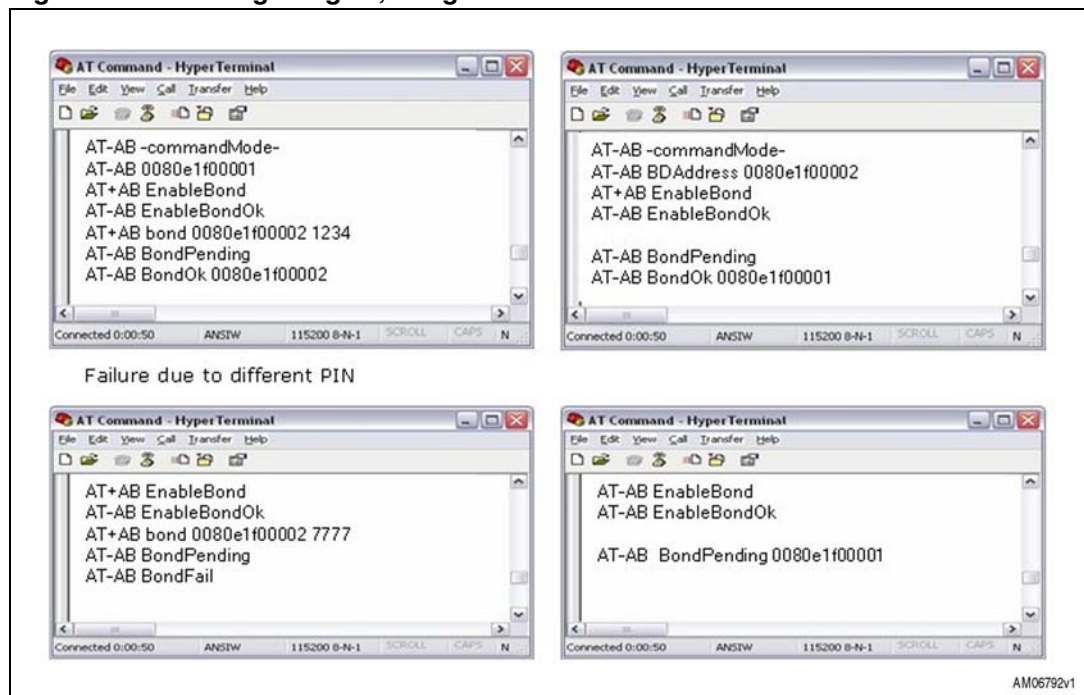 AT Command - HyperTerminal
File Edit View Call Transfer Help
AT-AB -commandMode-
AT-AB 0080e1f00001
AT+AB EnableBond
AT-AB EnableBondOk
AT+AB bond 0080e1f00002 1234
AT-AB BondPending
AT-AB BondOk 0080e1f00002
Connected 0:00:50 ANSIW 115200 8-N-1 SCROLL CAPS N
AT Command - HyperTerminal
File Edit View Call Transfer Help
AT-AB -commandMode-
AT-AB BDAddress 0080e1f00002
AT+AB EnableBond
AT-AB EnableBondOk
AT-AB BondPending
AT-AB BondOk 0080e1f00001
Connected 0:00:50 ANSIW 115200 8-N-1 SCROLL CAPS N
Failure due to different PIN
AT Command - HyperTerminal
File Edit View Call Transfer Help
AT+AB EnableBond
AT-AB EnableBondOk
AT+AB bond 0080e1f00002 7777
AT-AB BondPending
AT-AB BondFail
Connected 0:00:50 ANSIW 115200 8-N-1 SCROLL CAPS N
AT Command - HyperTerminal
File Edit View Call Transfer Help
AT-AB EnableBond
AT-AB EnableBondOk
AT-AB BondPending 0080e1f00001
Connected 0:00:50 ANSIW 115200 8-N-1 SCROLL CAPS N
AM06792v1